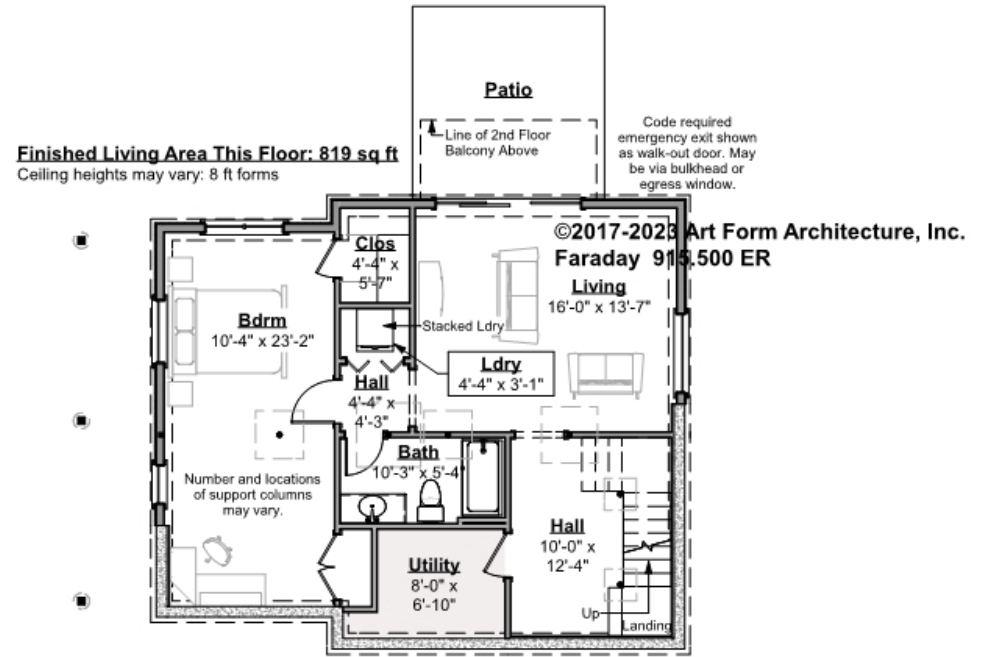 Patio
Line of 2nd Floor
Balcony Above
Code required
emergency exit shown
as walk-out door. May
be via bulkhead or
egress window.
Finished Living Area This Floor: 819 sq ft
Ceiling heights may vary: 8 ft forms
©2017-2023 Art Form Architecture, Inc.
Faraday 915.500 ER
Clos
4'-4" x
5'-7"
Living
16'-0" x 13'-7"
Bdrm
10'-4" x 23'-2"
Stacked Ldry
Ldry
4'-4" x 3'-1"
Hall
4'-4" x
4'-3"
Bath
10'-3" x 5'-4"
Number and locations
of support columns
may vary.
Hall
10'-0" x
12'-4"
Utility
8'-0" x
6'-10"
Up
Landing